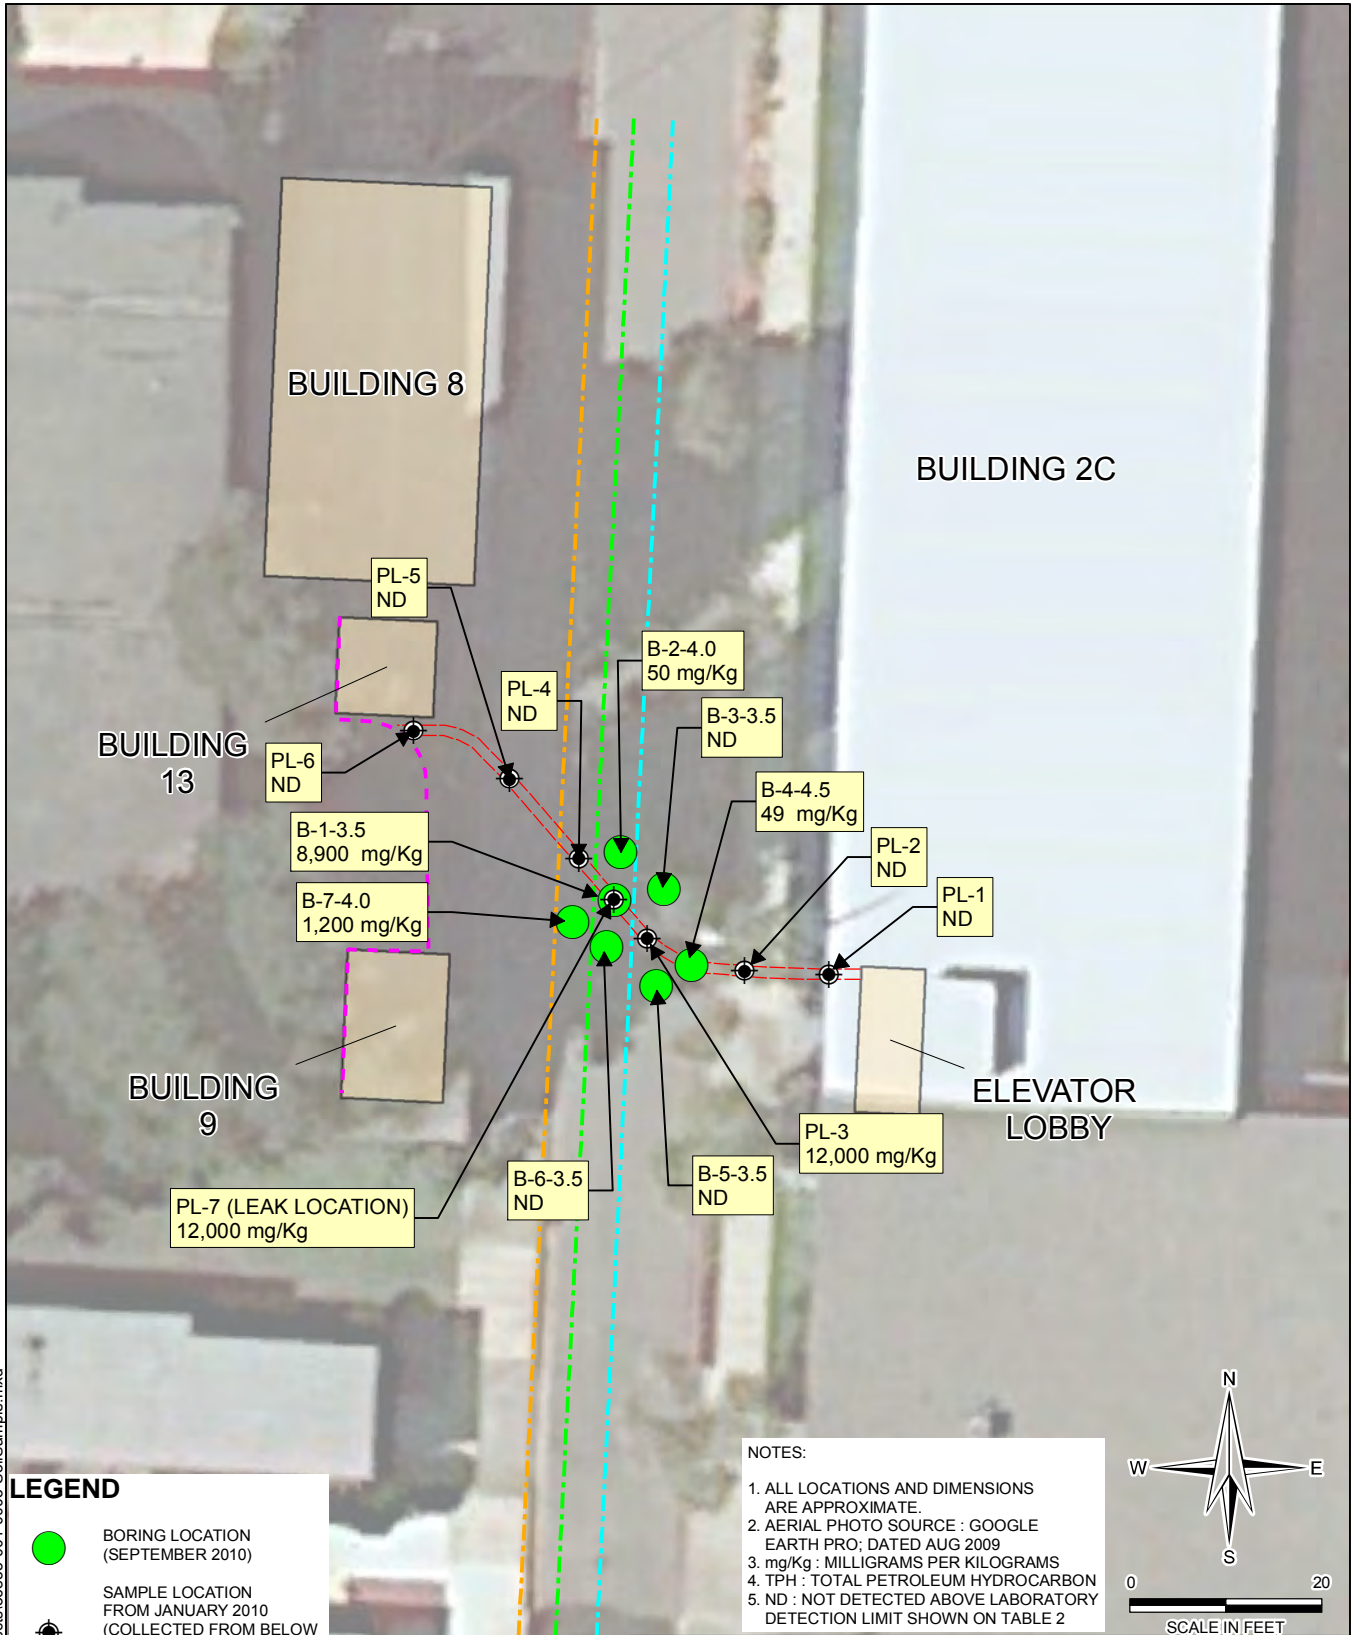 BUILDING 8
BUILDING 2C
PL-5
ND
B-2-4.0
50 mg/Kg
PL-4
ND
B-3-3.5
ND
BUILDING
13
PL-6
ND
B-4-4.5
49  mg/Kg
B-1-3.5
8,900  mg/Kg
PL-2
ND
B-7-4.0
1,200 mg/Kg
PL-1
ND
BUILDING
9
ELEVATOR
LOBBY
PL-3
12,000 mg/Kg
B-6-3.5
ND
B-5-3.5
ND
PL-7 (LEAK LOCATION)
12,000 mg/Kg
LEGEND
BORING LOCATION
(SEPTEMBER 2010)
SAMPLE LOCATION
FROM JANUARY 2010
(COLLECTED FROM BELOW
NOTES:
1. ALL LOCATIONS AND DIMENSIONS
ARE APPROXIMATE.
2. AERIAL PHOTO SOURCE : GOOGLE
EARTH PRO; DATED AUG 2009
3. mg/Kg : MILLIGRAMS PER KILOGRAMS
4. TPH : TOTAL PETROLEUM HYDROCARBON
5. ND : NOT DETECTED ABOVE LABORATORY
DETECTION LIMIT SHOWN ON TABLE 2
N
W
E
S
0
20
SCALE IN FEET